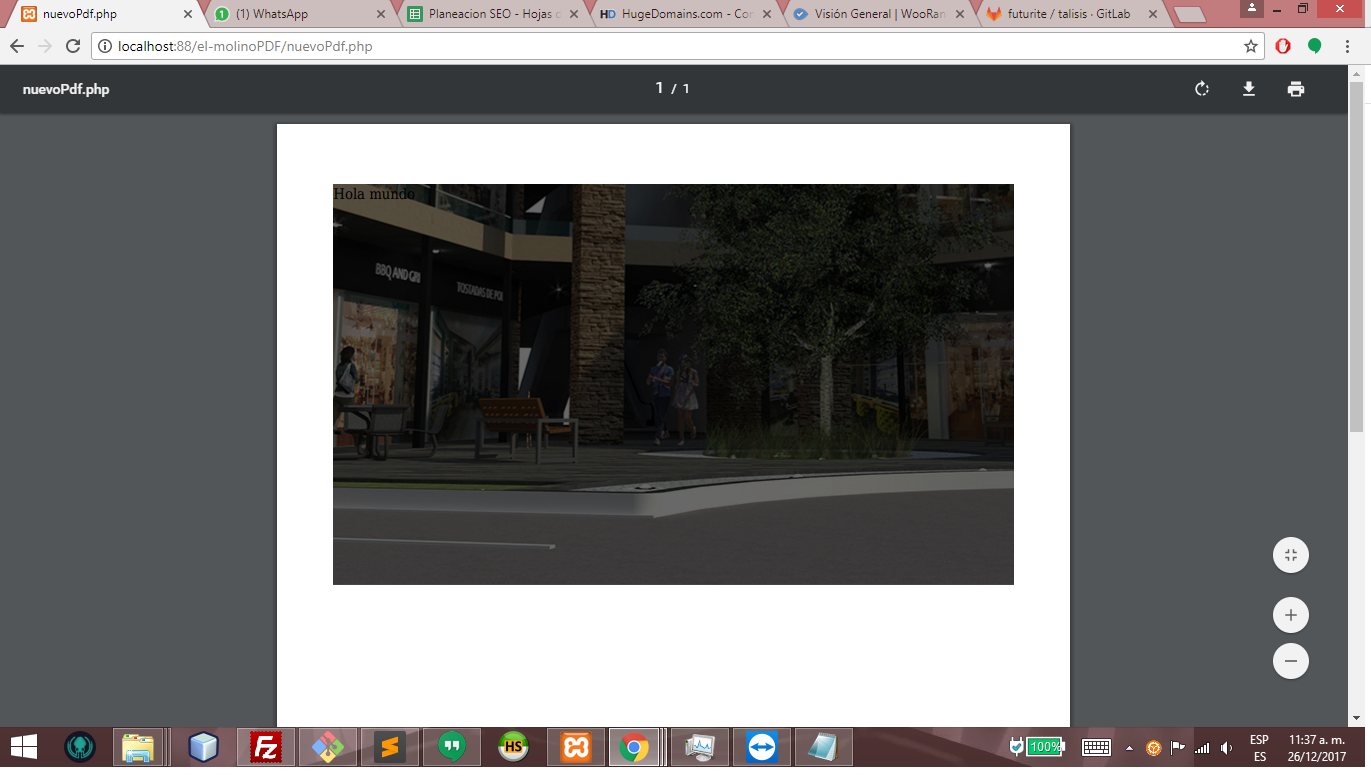 nuevoPdf.php
(1) WhatsApp
Planeacion SEO - Hojas d
HugeDomains.com - Cor
Visión General | WooRan
futurite / talisis · GitLab
localhost:88/el-molinoPDF/nuevoPdf.php
nuevoPdf.php
1 / 1
Hola mundo
BBQ AND GRI
TOSTADAS DE POI
HS
100%
ESP
ES
11:37 a. m.
26/12/2017